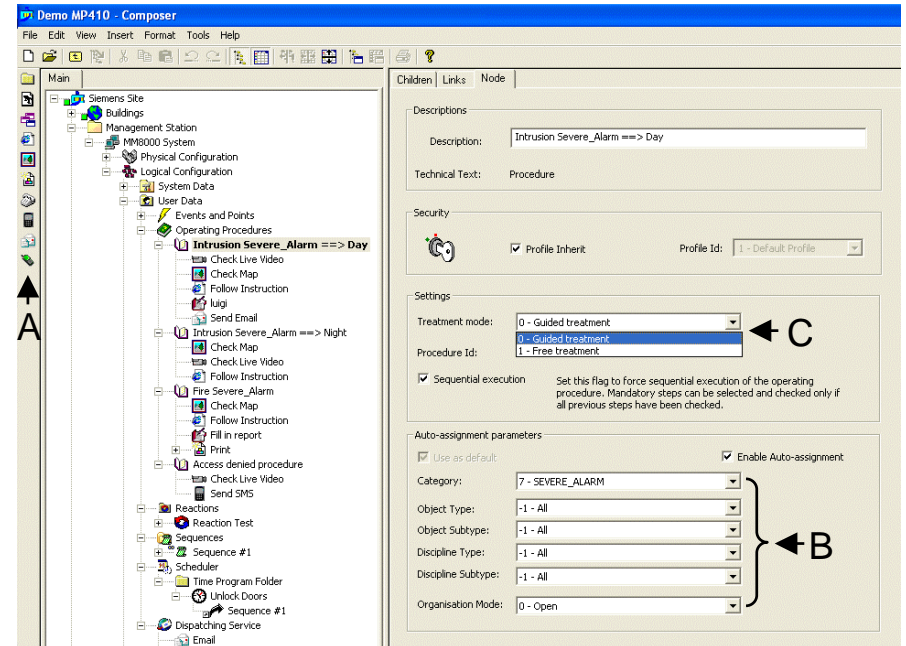 Demo MP410 - Composer
File Edit View Insert Format Tools Help
Main
Siemens Site
Buildings
Management Station
MM8000 System
Physical Configuration
Logical Configuration
System Data
User Data
Events and Points
Operating Procedures
Intrusion Severe_Alarm ==> Day
Check Live Video
Check Map
Follow Instruction
luigi
Send Email
Intrusion Severe_Alarm ==> Night
Check Map
Check Live Video
Follow Instruction
Fire Severe_Alarm
Check Map
Follow Instruction
Fill in report
Print
Access denied procedure
Check Live Video
Send SMS
Reactions
Reaction Test
Sequences
Sequence #1
Scheduler
Time Program Folder
Unlock Doors
Sequence #1
Dispatching Service
Email
A
Children Links Node
Descriptions
Description: Intrusion Severe_Alarm ==> Day
Technical Text: Procedure
Security
Profile Inherit Profile Id: 1 - Default Profile
Settings
Treatment mode: 0 - Guided treatment
0 - Guided treatment
Procedure Id: 1 - Free treatment
C
Sequential execution Set this flag to force sequential execution of the operating
procedure. Mandatory steps can be selected and checked only if
all previous steps have been checked.
Auto-assignment parameters
Use as default Enable Auto-assignment
Category: 7 - SEVERE_ALARM
Object Type: -1 - All
Object Subtype: -1 - All
Discipline Type: -1 - All
Discipline Subtype: -1 - All
Organisation Mode: 0 - Open
B